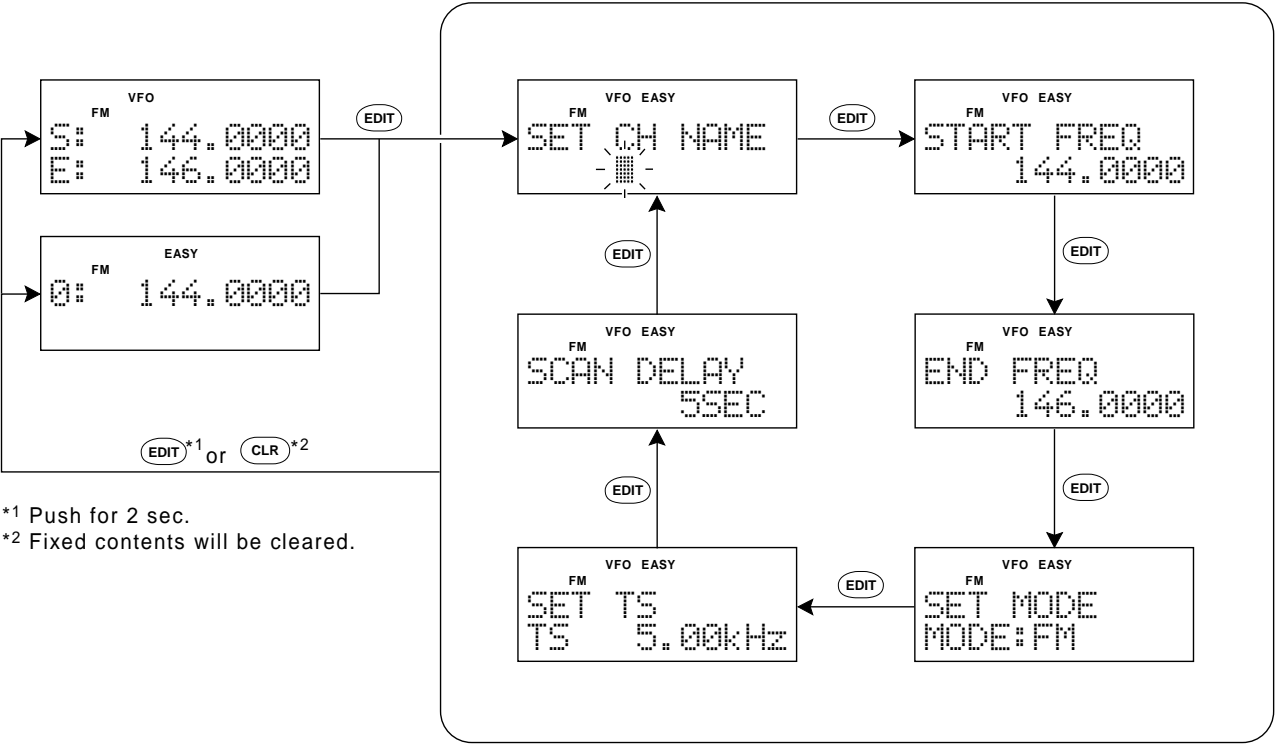 VFO
FM
S: 144.0000
E: 146.0000
EDIT
EASY
FM
0: 144.0000
EDIT*1 or CLR*2
*1 Push for 2 sec.
*2 Fixed contents will be cleared.
VFO EASY
FM
SET CH NAME
EDIT
VFO EASY
FM
START FREQ
144.0000
EDIT
VFO EASY
FM
END FREQ
146.0000
EDIT
VFO EASY
FM
SET MODE
MODE:FM
EDIT
VFO EASY
FM
SET TS
TS 5.00kHz
EDIT
VFO EASY
FM
SCAN DELAY
5SEC
EDIT